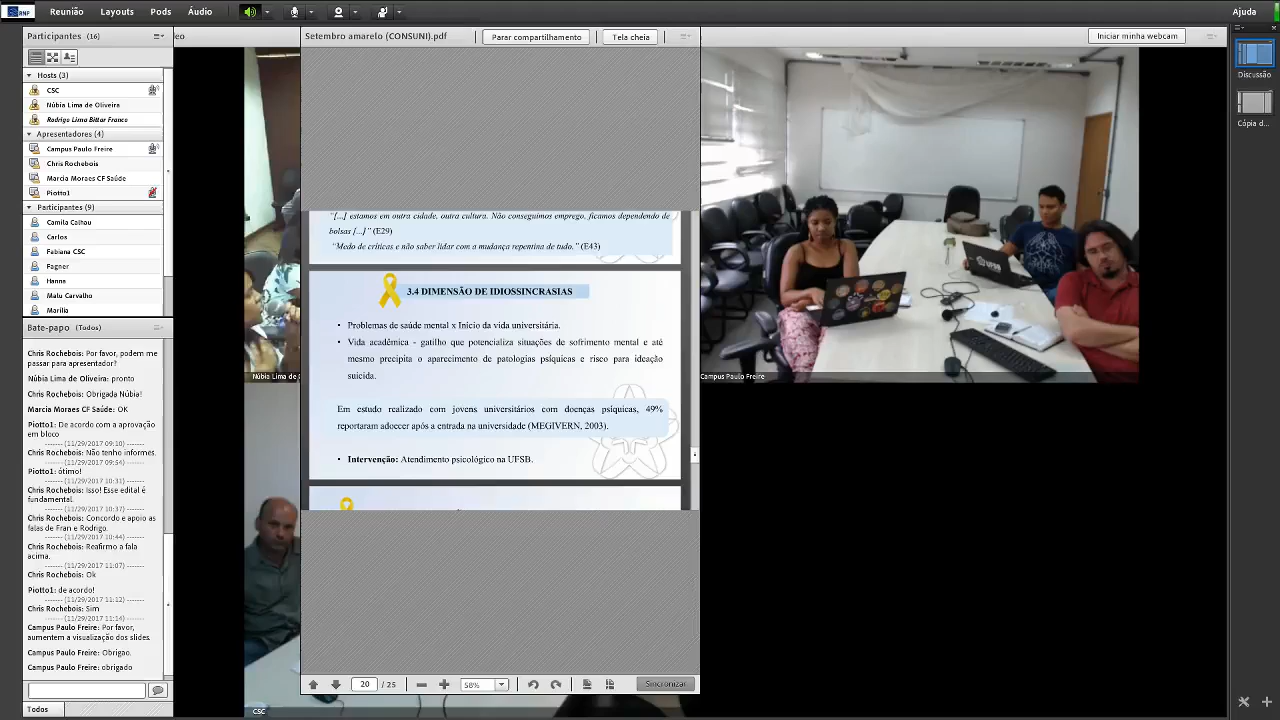 RNP
Reunião Layouts Pods Áudio
Ajuda
Participantes (16)
eo
Setembro amarelo (CONSUNI).pdf
Parar compartilhamento
Tela cheia
Iniciar minha webcam
Discussão
Cópia d...
Hosts (3)
CSC
Núbia Lima de Oliveira
Rodrigo Lima Bittar Franco
Apresentadores (4)
Campus Paulo Freire
Chris Rochebois
Marcia Moraes CF Saúde
Piotto1
Participantes (9)
Camila Calhau
Carlos
Fabiana CSC
Fagner
Hanna
Malu Carvalho
Marília
Bate-papo (Todos)
Chris Rochebois: Por favor, podem me
passar para apresentador?
Núbia Lima de Oliveira: pronto
Chris Rochebois: Obrigada Núbia!
Marcia Moraes CF Saúde: OK
Piotto1: De acordo com a aprovação
em bloco
------- (11/29/2017 09:10) -------
Chris Rochebois: Não tenho informes.
------- (11/29/2017 09:54) -------
Piotto1: ótimo!
------- (11/29/2017 10:31) -------
Chris Rochebois: Isso! Esse edital é
fundamental.
------- (11/29/2017 10:37) -------
Chris Rochebois: Concordo e apoio as
falas de Fran e Rodrigo.
------- (11/29/2017 10:44) -------
Chris Rochebois: Reafirmo a fala
acima.
------- (11/29/2017 11:07) -------
Chris Rochebois: Ok
Piotto1: de acordo!
------- (11/29/2017 11:12) -------
Chris Rochebois: Sim
------- (11/29/2017 11:14) -------
Campus Paulo Freire: Por favor,
aumentem a visualização dos slides.
Campus Paulo Freire: Obrigao.
Campus Paulo Freire: obrigado
Todos
Núbia Lima de O
CSC
"[...] estamos em outra cidade, outra cultura. Não conseguimos emprego, ficamos dependendo de
bolsas [...]" (E29)
"Medo de críticas e não saber lidar com a mudança repentina de tudo." (E43)
3.4 DIMENSÃO DE IDIOSSINCRASIAS
• Problemas de saúde mental x Início da vida universitária.
• Vida acadêmica - gatilho que potencializa situações de sofrimento mental e até
mesmo precipita o aparecimento de patologias psíquicas e risco para ideação
suicida.
Em estudo realizado com jovens universitários com doenças psíquicas, 49%
reportaram adoecer após a entrada na universidade (MEGIVERN, 2003).
• Intervenção: Atendimento psicológico na UFSB.
20 / 25
58%
Sincronizar
UFSB
Campus Paulo Freire